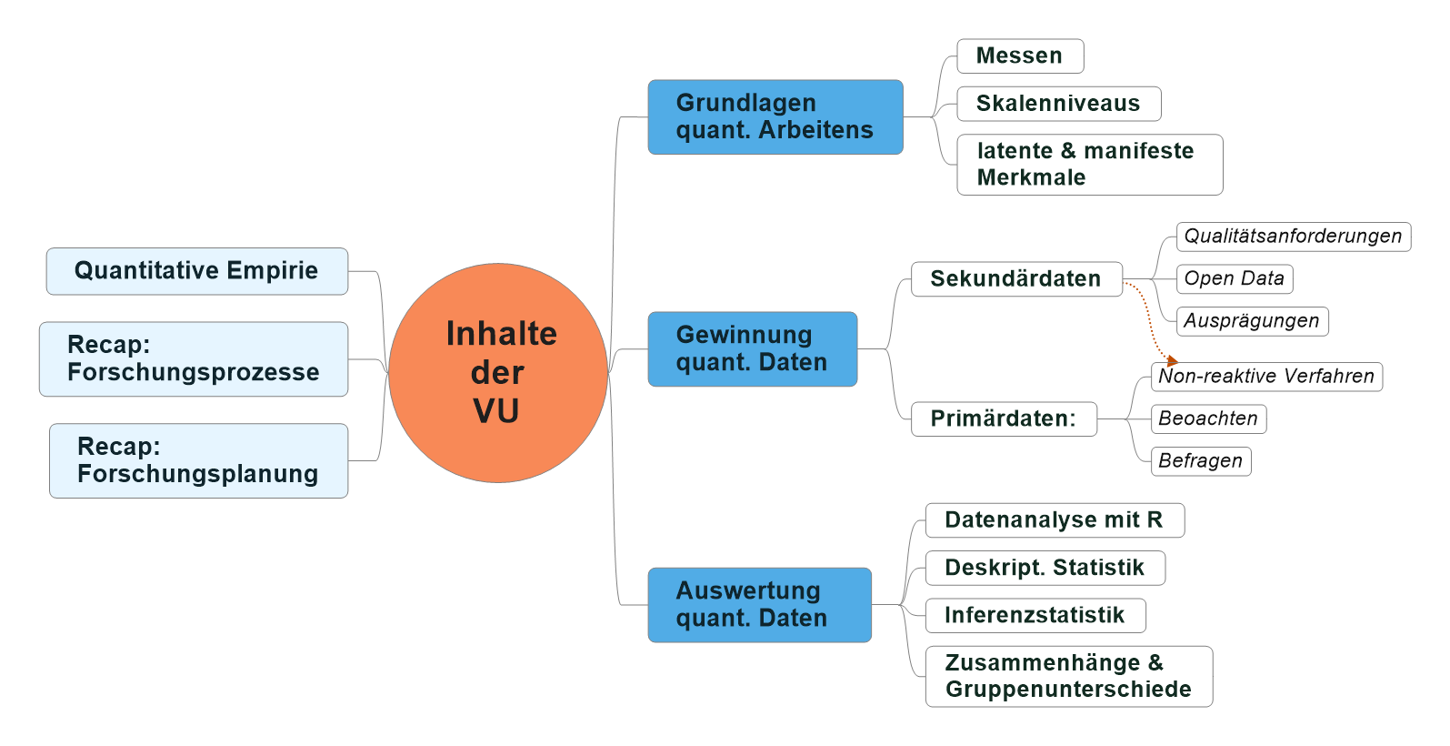 Quantitative Empirie
Recap:
Forschungsprozesse
Recap:
Forschungsplanung
Inhalte
der
VU
Grundlagen
quant. Arbeitens
Messen
Skalenniveaus
latente & manifeste
Merkmale
Gewinnung
quant. Daten
Sekundärdaten
Qualitätsanforderungen
Open Data
Ausprägungen
Primärdaten:
Non-reaktive Verfahren
Beoachten
Befragen
Auswertung
quant. Daten
Datenanalyse mit R
Deskript. Statistik
Inferenzstatistik
Zusammenhänge &
Gruppenunterschiede